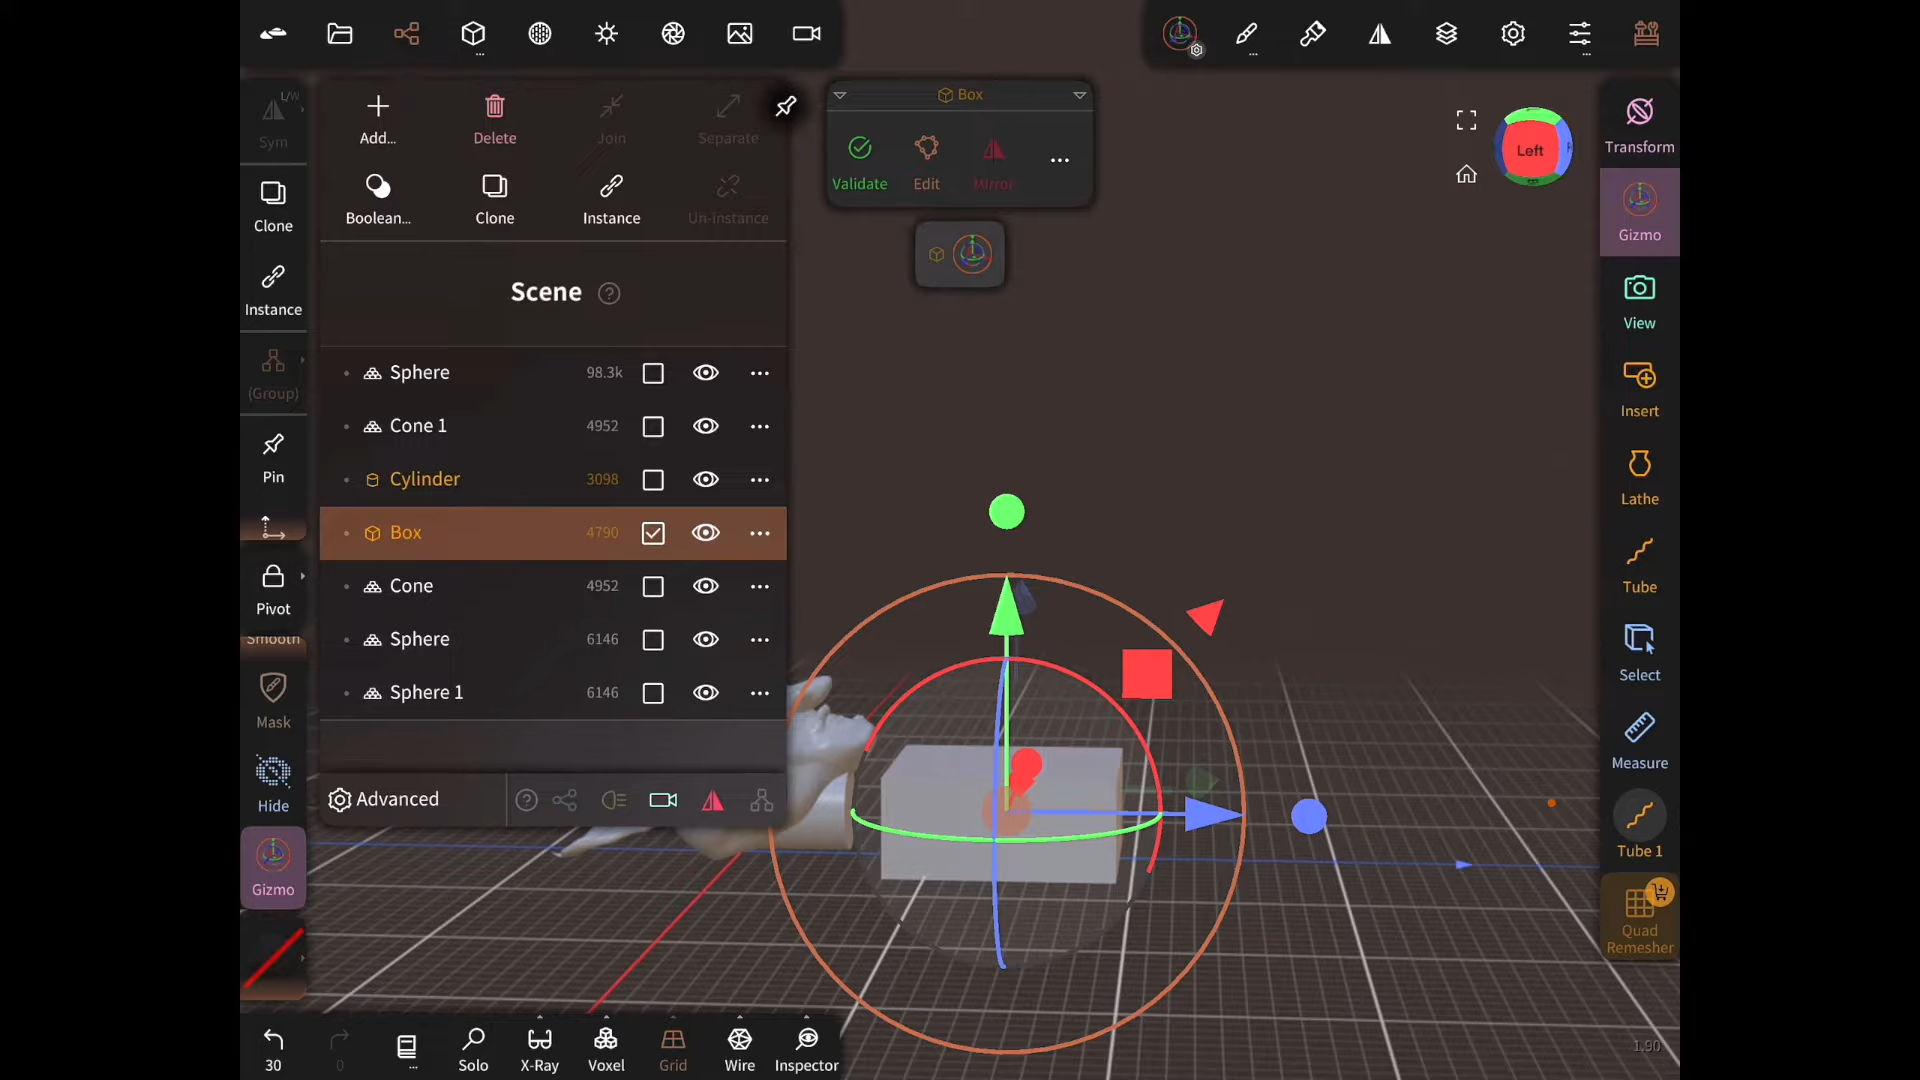 L/W
Sym
Clone
Instance
(Group)
Pin
Pivot
Smooth
Mask
Hide
Gizmo
Add...
Delete
Join
Separate
Boolean...
Clone
Instance
Un-instance
Scene ?
Sphere 98.3k
Cone 1 4952
Cylinder 3098
Box 4790
Cone 4952
Sphere 6146
Sphere 1 6146
Advanced ?
Box
Validate
Edit
Mirror
Left
Transform
Gizmo
View
Insert
Lathe
Tube
Select
Measure
Tube 1
Quad
Remesher
30
0
Solo
X-Ray
Voxel
Grid
Wire
Inspector
1.90